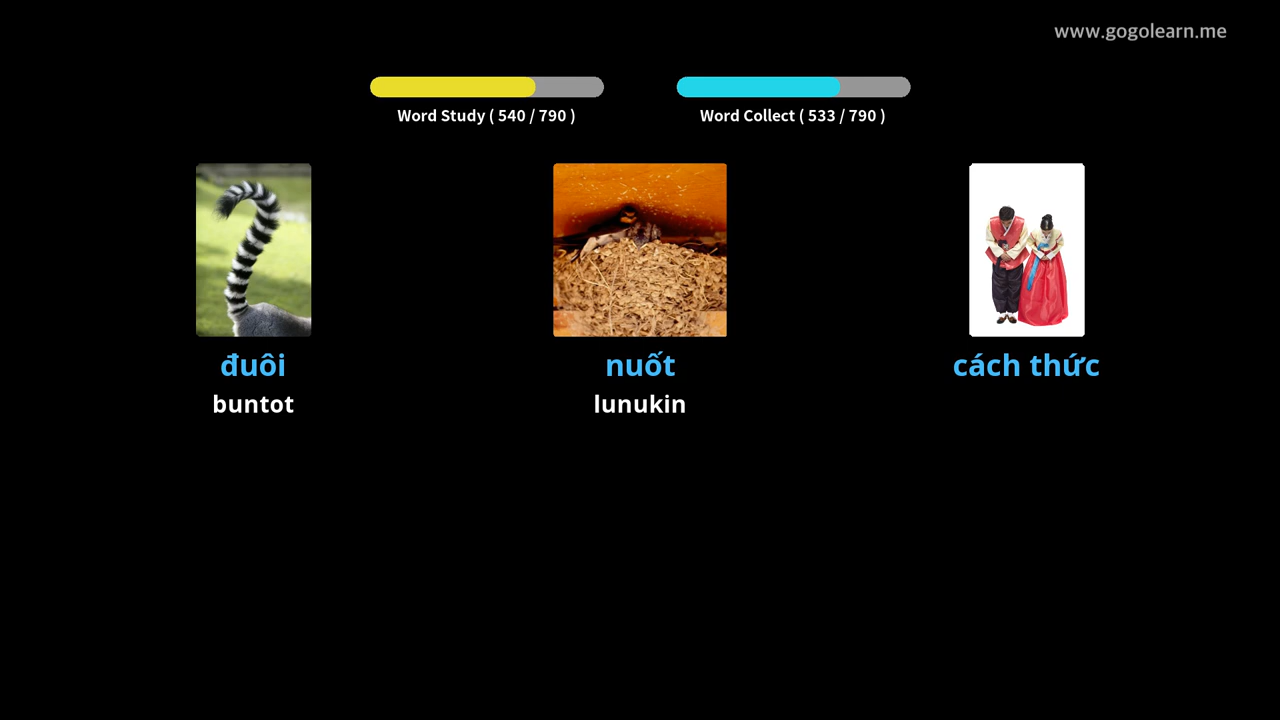 www.gogolearn.me
Word Study ( 540 / 790 )
Word Collect ( 533 / 790 )
đuôi
buntot
nuốt
lunukin
cách thức